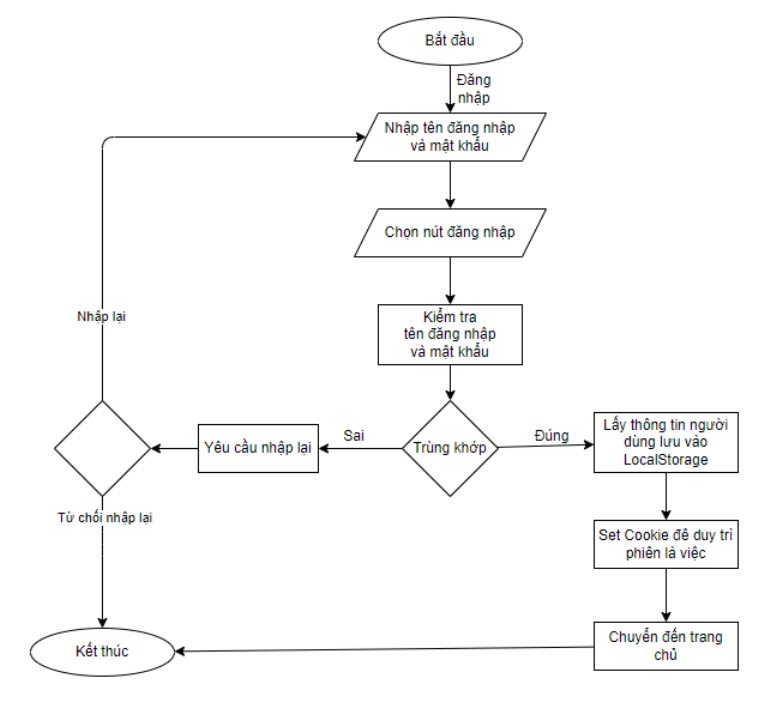 Bắt đầu
Đăng
nhập
Nhập tên đăng nhập
và mật khẩu
Chọn nút đăng nhập
Nhập lại
Kiểm tra
tên đăng nhập
và mật khẩu
Trùng khớp
Sai
Yêu cầu nhập lại
Đúng
Lấy thông tin người
dùng lưu vào
LocalStorage
Từ chối nhập lại
Set Cookie đê duy trì
phiên là việc
Chuyển đến trang
chủ
Kết thúc